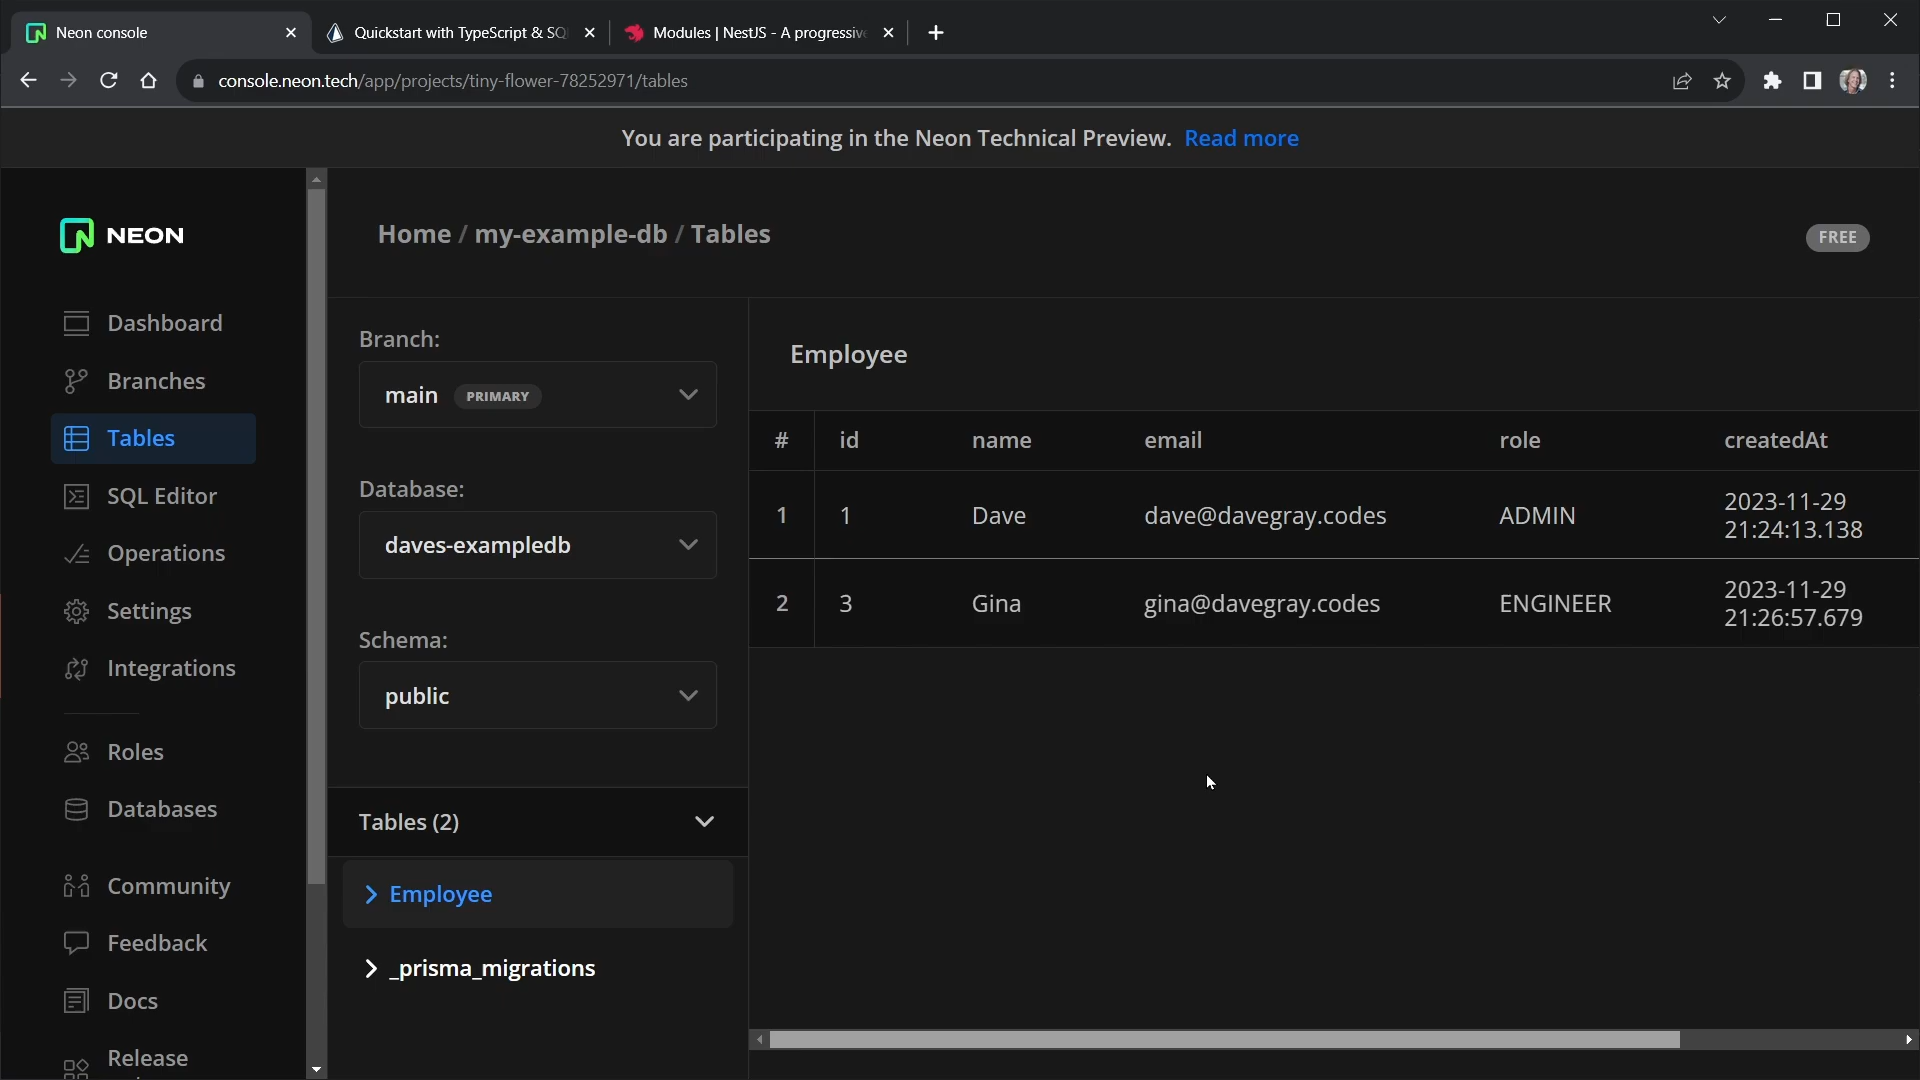 Neon console
Quickstart with TypeScript & SQ
Modules | NestJS - A progressive
console.neon.tech/app/projects/tiny-flower-78252971/tables
You are participating in the Neon Technical Preview. Read more
NEON
Home / my-example-db / Tables
FREE
Dashboard
Branches
Tables
SQL Editor
Operations
Settings
Integrations
Roles
Databases
Community
Feedback
Docs
Release
Branch:
main PRIMARY
Database:
daves-exampledb
Schema:
public
Tables (2)
Employee
_prisma_migrations
Employee
# id name email role createdAt
1 1 Dave dave@davegray.codes ADMIN 2023-11-29
21:24:13.138
2 3 Gina gina@davegray.codes ENGINEER 2023-11-29
21:26:57.679